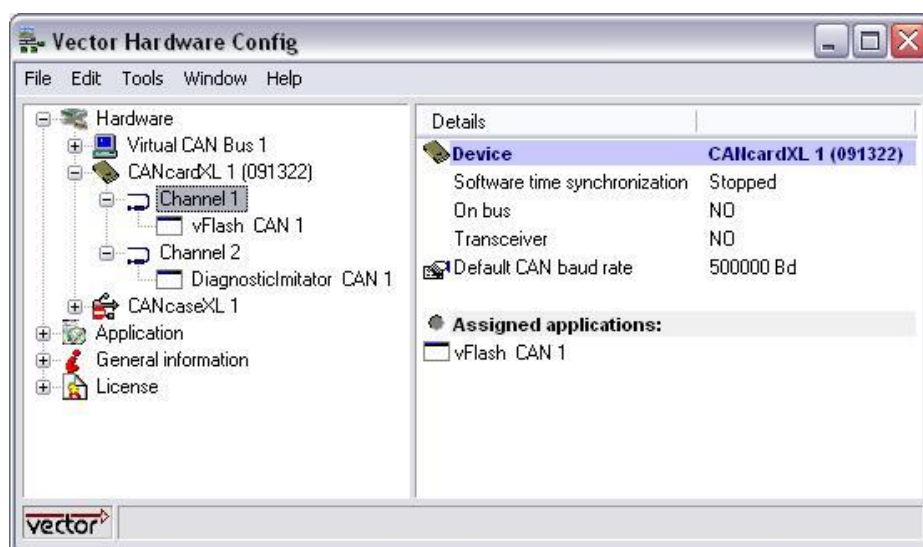 Vector Hardware Config
File Edit Tools Window Help
Hardware
Virtual CAN Bus 1
CANcardXL 1 (091322)
Channel 1
vFlash CAN 1
Channel 2
DiagnosticImitator CAN 1
CANcaseXL 1
Application
General information
License
Details
Device CANcardXL 1 (091322)
Software time synchronization Stopped
On bus NO
Transceiver NO
Default CAN baud rate 500000 Bd
Assigned applications:
vFlash CAN 1
vector